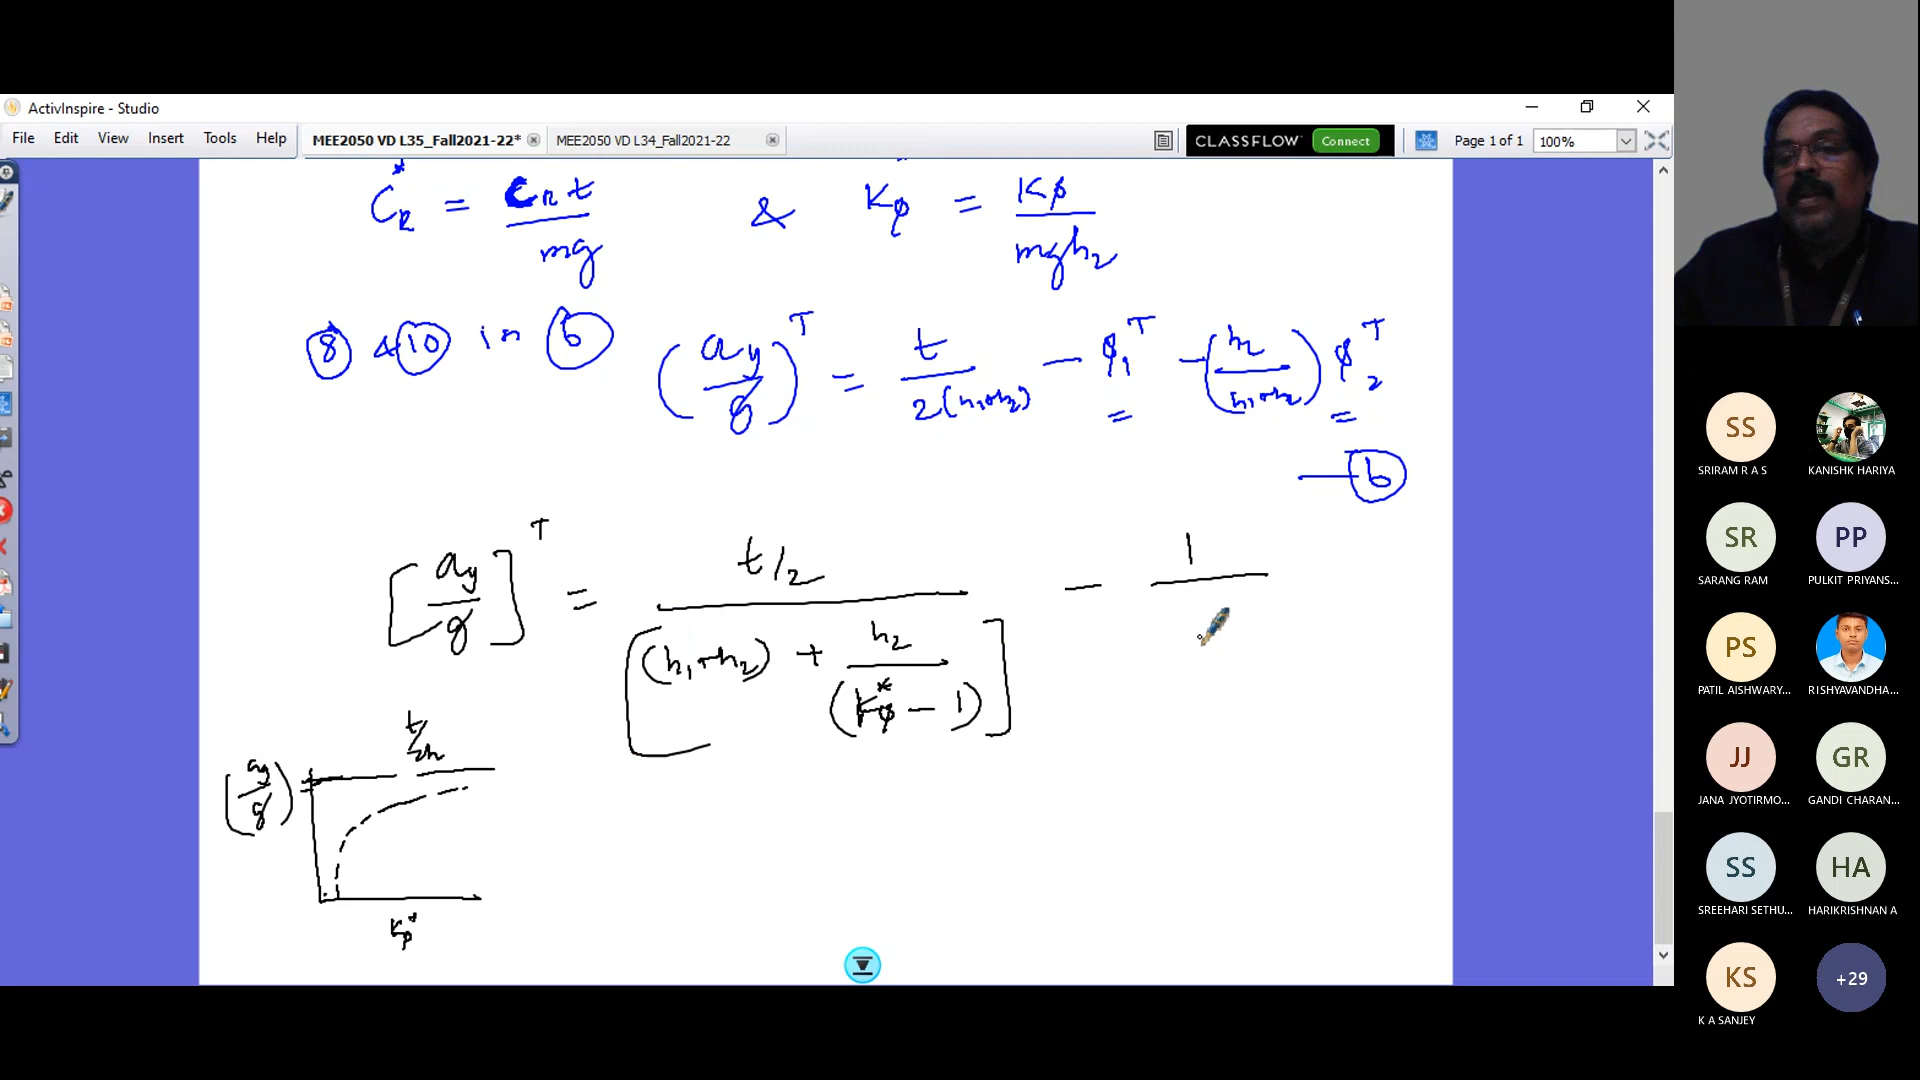 ActivInspire - Studio
File Edit View Insert Tools Help
MEE2050 VD L35_Fall2021-22* MEE2050 VD L34_Fall2021-22
CLASSFLOW Connect Page 1 of 1 100%
C_R^* = C_R t / mg & K_φ^* = K_φ / mgh_2
⑧ & ⑩ in ⑥ (a_y/g)^T = t / 2(h_1+h_2) - φ_1^T - (h_2 / h_1+h_2) φ_2^T
— ⑥
[a_y/g]^T = t/2 / [(h_1+h_2) + h_2 / (K_φ^* - 1)] - 1
t/2h
(a_y/g)
K_φ^*
SS
SRIRAM R A S
KANISHK HARIYA
SR PP
SARANG RAM PULKIT PRIYANS...
PS
PATIL AISHWARY... RISHYAVANDHA...
JJ GR
JANA JYOTIRMO... GANDI CHARAN...
SS HA
SREEHARI SETHU... HARIKRISHNAN A
KS +29
K A SANJEY